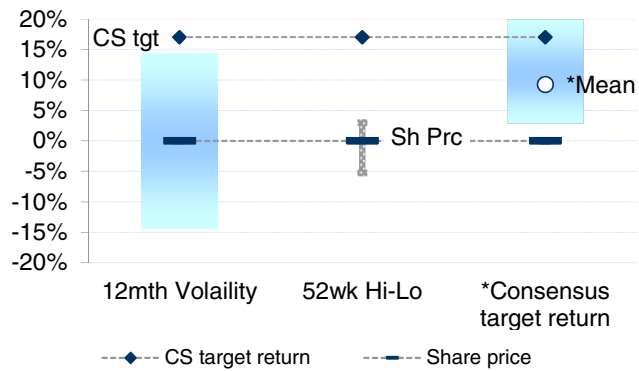 20%
15%
10%
5%
0%
-5%
-10%
-15%
-20%
CS tgt
*Mean
Sh Prc
12mth Volaility
52wk Hi-Lo
*Consensus
target return
CS target return
Share price